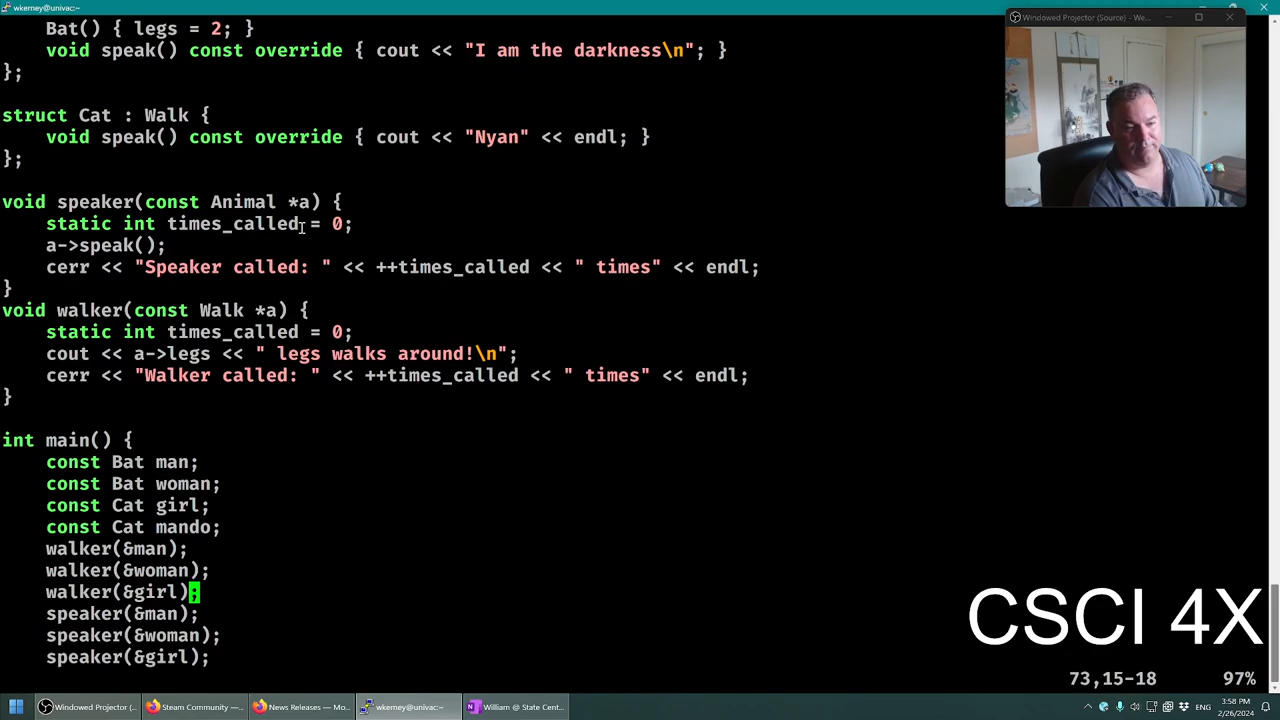 wkerney@univac:~
Bat() { legs = 2; }
void speak() const override { cout << "I am the darkness\n"; }
};
struct Cat : Walk {
void speak() const override { cout << "Nyan" << endl; }
};
void speaker(const Animal *a) {
static int times_called = 0;
a->speak();
cerr << "Speaker called: " << ++times_called << " times" << endl;
}
void walker(const Walk *a) {
static int times_called = 0;
cout << a->legs << " legs walks around!\n";
cerr << "Walker called: " << ++times_called << " times" << endl;
}
int main() {
const Bat man;
const Bat woman;
const Cat girl;
const Cat mando;
walker(&man);
walker(&woman);
walker(&girl);
speaker(&man);
speaker(&woman);
speaker(&girl);
73,15-18 97%
Windowed Projector (Source) - We...
CSCI 4X
Windowed Projector (...
Steam Community —...
News Releases — Mo...
wkerney@univac:~
William @ State Cent...
3:58 PM
2/26/2024